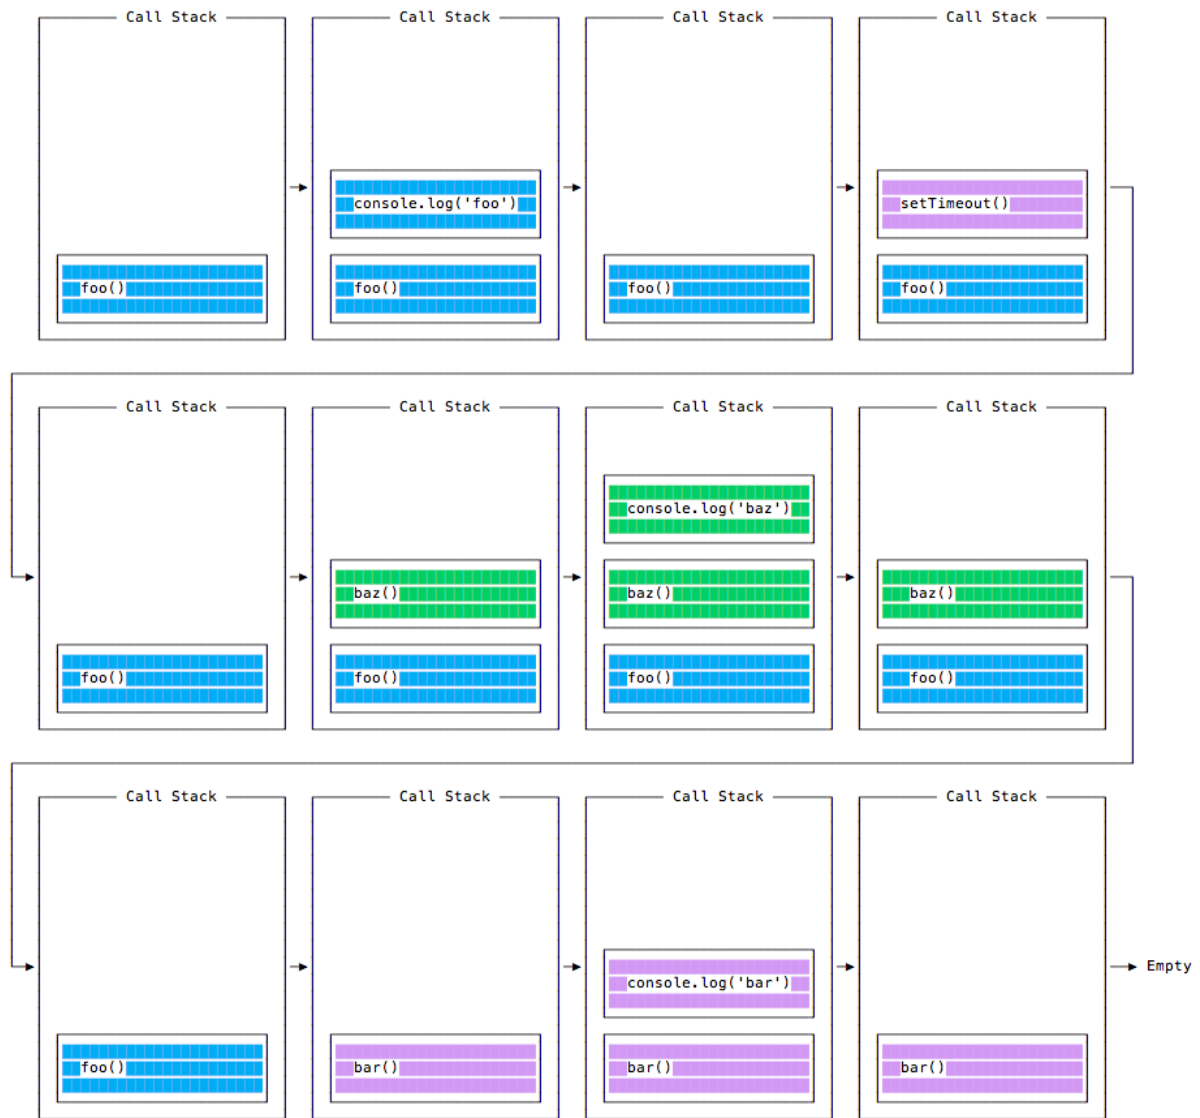 Call Stack
Call Stack
Call Stack
Call Stack
console.log('foo')
setTimeout()
foo()
foo()
foo()
foo()
Call Stack
Call Stack
Call Stack
Call Stack
console.log('baz')
baz()
baz()
baz()
foo()
foo()
foo()
foo()
Call Stack
Call Stack
Call Stack
Call Stack
Empty
console.log('bar')
foo()
bar()
bar()
bar()